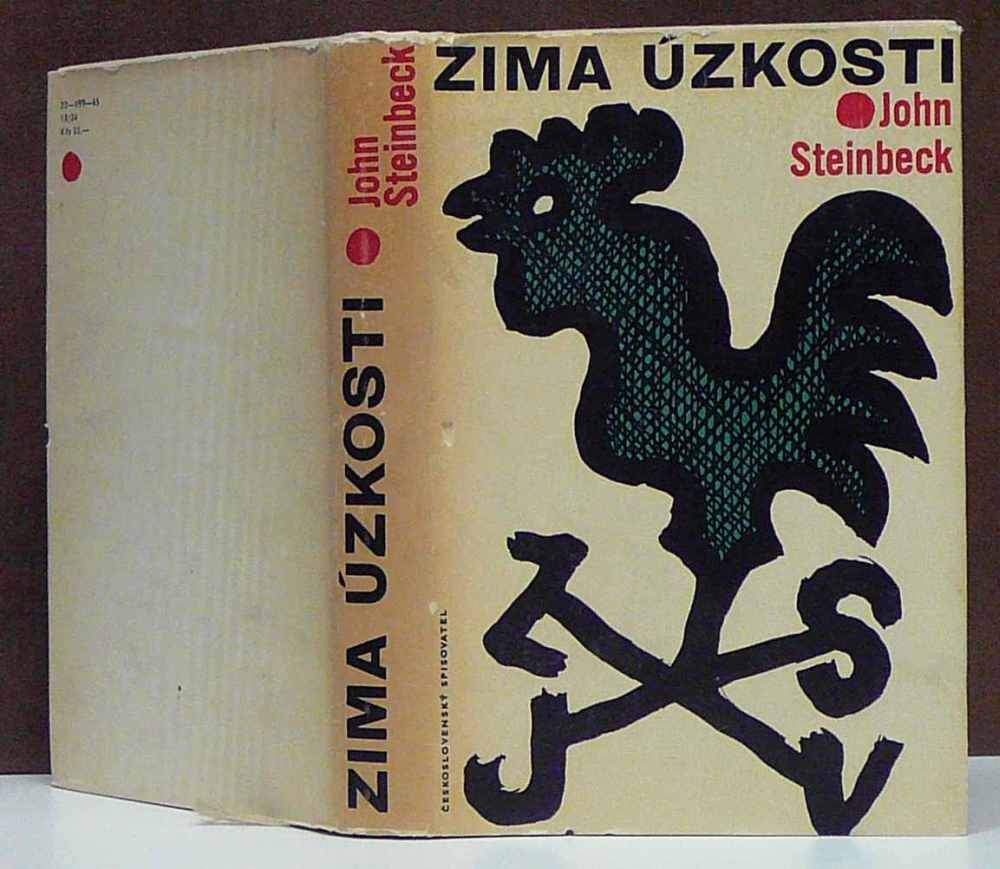 ZIMA ÚZKOSTI
John
Steinbeck
ZIMA ÚZKOSTI
John
Steinbeck
ČESKOSLOVENSKÝ SPISOVATEL
Z
S
J
V